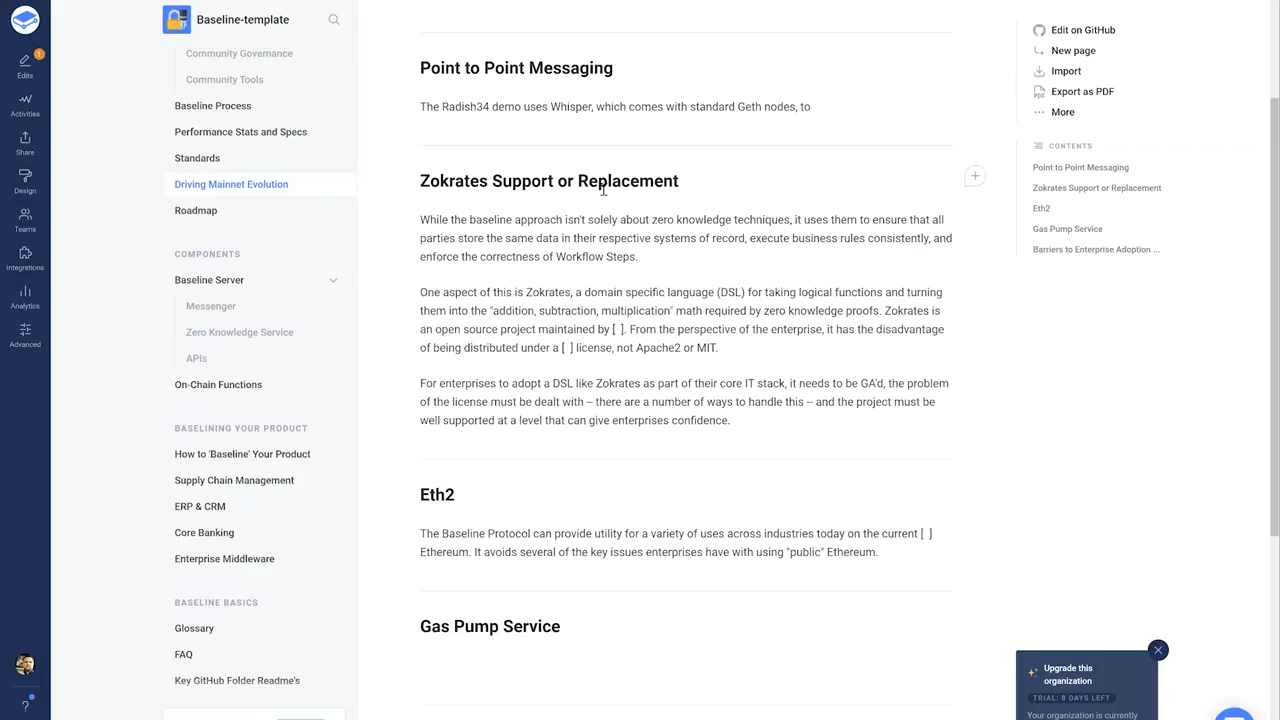 Baseline-template
1
Edits
Activities
Share
Design
Teams
Integrations
Analytics
Advanced
?
Community Governance
Community Tools
Baseline Process
Performance Stats and Specs
Standards
Driving Mainnet Evolution
Roadmap
COMPONENTS
Baseline Server
Messenger
Zero Knowledge Service
APIs
On-Chain Functions
BASELINING YOUR PRODUCT
How to 'Baseline' Your Product
Supply Chain Management
ERP & CRM
Core Banking
Enterprise Middleware
BASELINE BASICS
Glossary
FAQ
Key GitHub Folder Readme's
Point to Point Messaging
The Radish34 demo uses Whisper, which comes with standard Geth nodes, to
Zokrates Support or Replacement
While the baseline approach isn't solely about zero knowledge techniques, it uses them to ensure that all
parties store the same data in their respective systems of record, execute business rules consistently, and
enforce the correctness of Workflow Steps.
One aspect of this is Zokrates, a domain specific language (DSL) for taking logical functions and turning
them into the "addition, subtraction, multiplication" math required by zero knowledge proofs. Zokrates is
an open source project maintained by [ ]. From the perspective of the enterprise, it has the disadvantage
of being distributed under a [ ] license, not Apache2 or MIT.
For enterprises to adopt a DSL like Zokrates as part of their core IT stack, it needs to be GA'd, the problem
of the license must be dealt with – there are a number of ways to handle this – and the project must be
well supported at a level that can give enterprises confidence.
Eth2
The Baseline Protocol can provide utility for a variety of uses across industries today on the current [ ]
Ethereum. It avoids several of the key issues enterprises have with using "public" Ethereum.
Gas Pump Service
Edit on GitHub
New page
Import
PDF
Export as PDF
More
CONTENTS
Point to Point Messaging
Zokrates Support or Replacement
Eth2
Gas Pump Service
Barriers to Enterprise Adoption ...
Upgrade this
organization
TRIAL: 8 DAYS LEFT
Your organization is currently